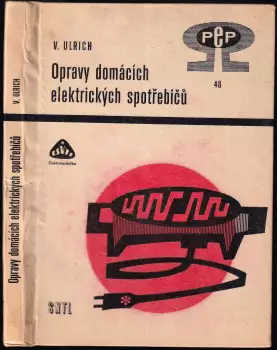 V. ULRICH
Opravy domácích
elektrických spotřebičů
PeP
48
Elektrotechnika
SNTL
V. ULRICH
Opravy domácích elektrických spotřebičů